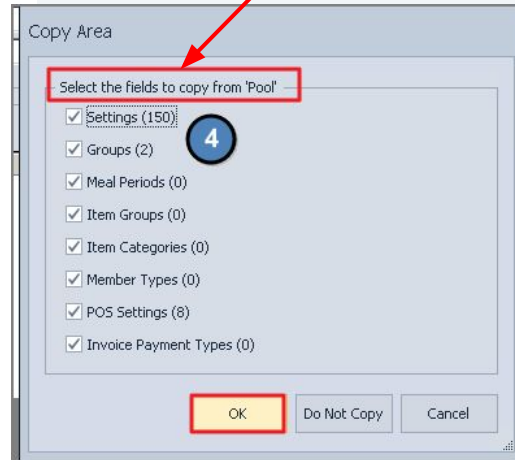 Copy Area
Select the fields to copy from 'Pool'
Settings (150)
4
Groups (2)
Meal Periods (0)
Item Groups (0)
Item Categories (0)
Member Types (0)
POS Settings (8)
Invoice Payment Types (0)
OK Do Not Copy Cancel